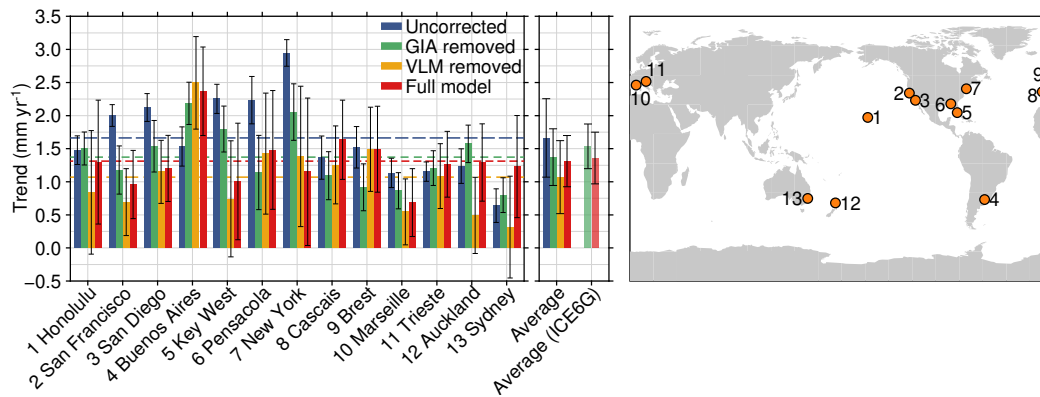 Trend (mm yr-1)
3.5
3.0
2.5
2.0
1.5
1.0
0.5
0.0
−0.5
Uncorrected
GIA removed
VLM removed
Full model
1 Honolulu
2 San Francisco
3 San Diego
4 Buenos Aires
5 Key West
6 Pensacola
7 New York
8 Cascais
9 Brest
10 Marseille
11 Trieste
12 Auckland
13 Sydney
Average
Average (ICE6G)
11
10
9
8
7
2
3
6
5
1
13
12
4